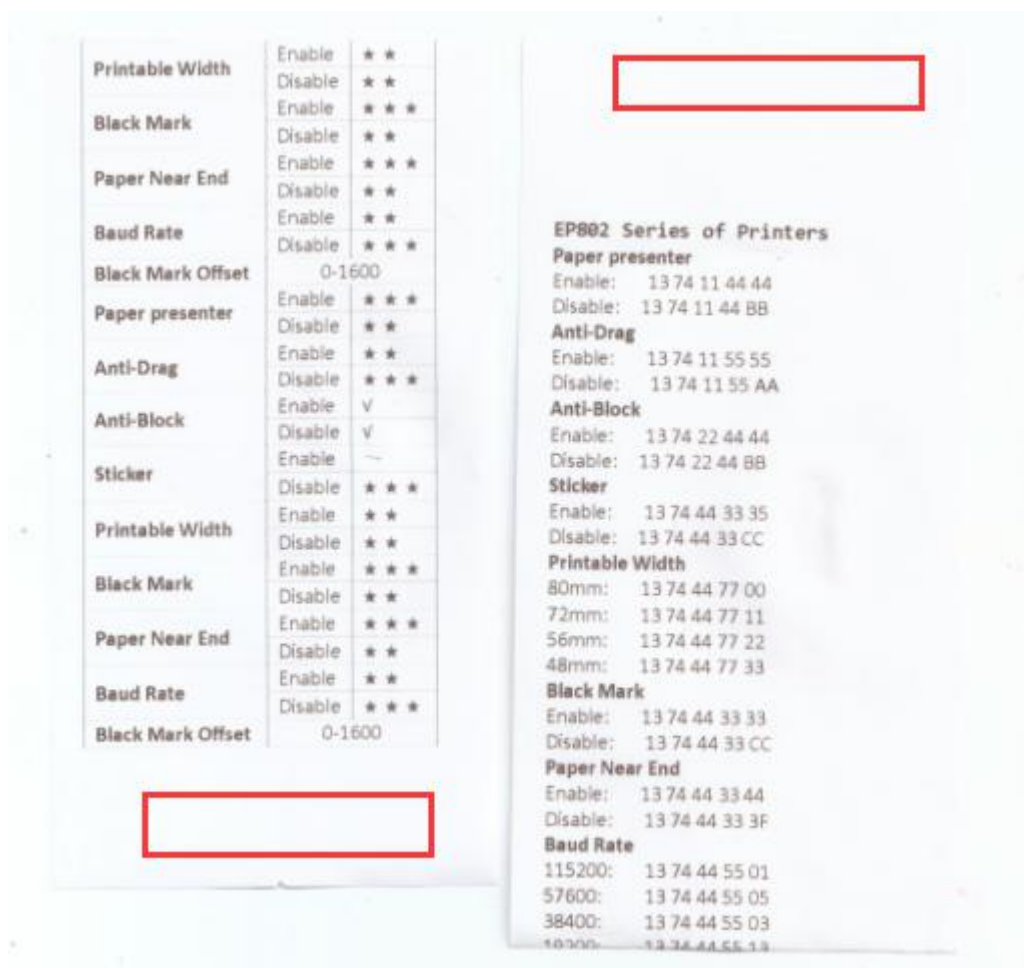 Printable Width Enable ★ ★
Disable ★ ★
Black Mark Enable ★ ★ ★
Disable ★ ★
Paper Near End Enable ★ ★ ★
Disable ★ ★
Baud Rate Enable ★ ★
Disable ★ ★ ★
Black Mark Offset 0-1600
Paper presenter Enable ★ ★ ★
Disable ★ ★
Anti-Drag Enable ★ ★
Disable ★ ★ ★
Anti-Block Enable √
Disable √
Sticker Enable —
Disable ★ ★ ★
Printable Width Enable ★ ★
Disable ★ ★
Black Mark Enable ★ ★ ★
Disable ★ ★
Paper Near End Enable ★ ★ ★
Disable ★ ★
Baud Rate Enable ★ ★
Disable ★ ★ ★
Black Mark Offset 0-1600
EP802 Series of Printers
Paper presenter
Enable: 13 74 11 44 44
Disable: 13 74 11 44 BB
Anti-Drag
Enable: 13 74 11 55 55
Disable: 13 74 11 55 AA
Anti-Block
Enable: 13 74 22 44 44
Disable: 13 74 22 44 BB
Sticker
Enable: 13 74 44 33 35
Disable: 13 74 44 33 CC
Printable Width
80mm: 13 74 44 77 00
72mm: 13 74 44 77 11
56mm: 13 74 44 77 22
48mm: 13 74 44 77 33
Black Mark
Enable: 13 74 44 33 33
Disable: 13 74 44 33 CC
Paper Near End
Enable: 13 74 44 33 44
Disable: 13 74 44 33 3F
Baud Rate
115200: 13 74 44 55 01
57600: 13 74 44 55 05
38400: 13 74 44 55 03